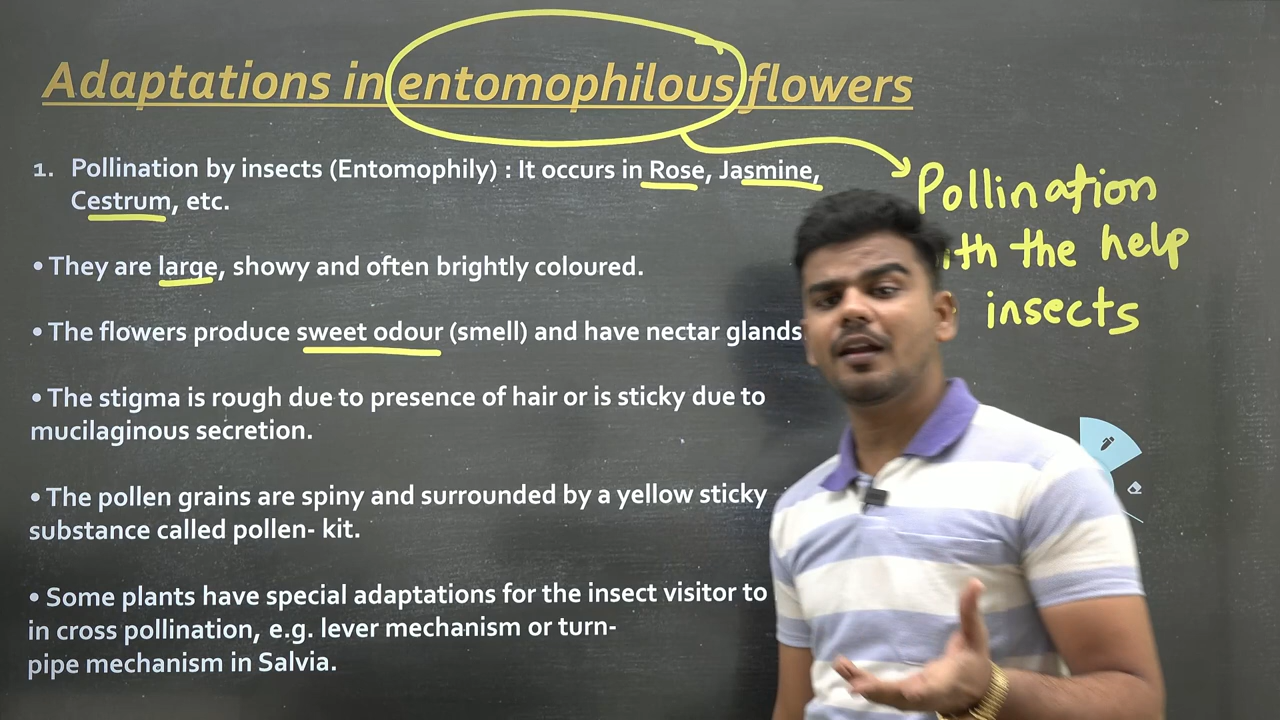 Adaptations in entomophilous flowers
1. Pollination by insects (Entomophily) : It occurs in Rose, Jasmine,
Cestrum, etc.
• They are large, showy and often brightly coloured.
• The flowers produce sweet odour (smell) and have nectar glands
• The stigma is rough due to presence of hair or is sticky due to
mucilaginous secretion.
• The pollen grains are spiny and surrounded by a yellow sticky
substance called pollen- kit.
• Some plants have special adaptations for the insect visitor to
in cross pollination, e.g. lever mechanism or turn-
pipe mechanism in Salvia.
Pollination
the help
insects